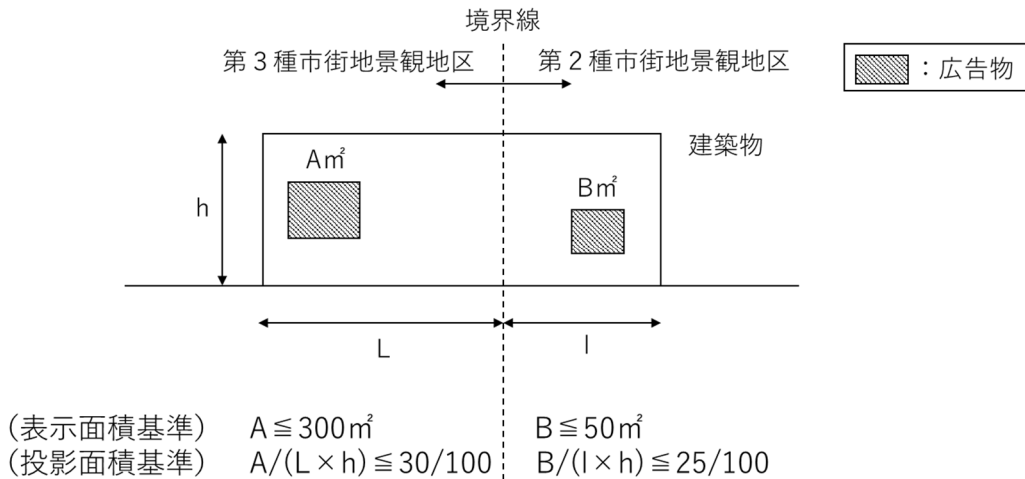 境界線
第3種市街地景観地区 第2種市街地景観地区
：広告物
建築物
A㎡
B㎡
h
L
l
(表示面積基準) A≦300㎡ B≦50㎡
(投影面積基準) A/(L×h)≦30/100 B/(l×h)≦25/100